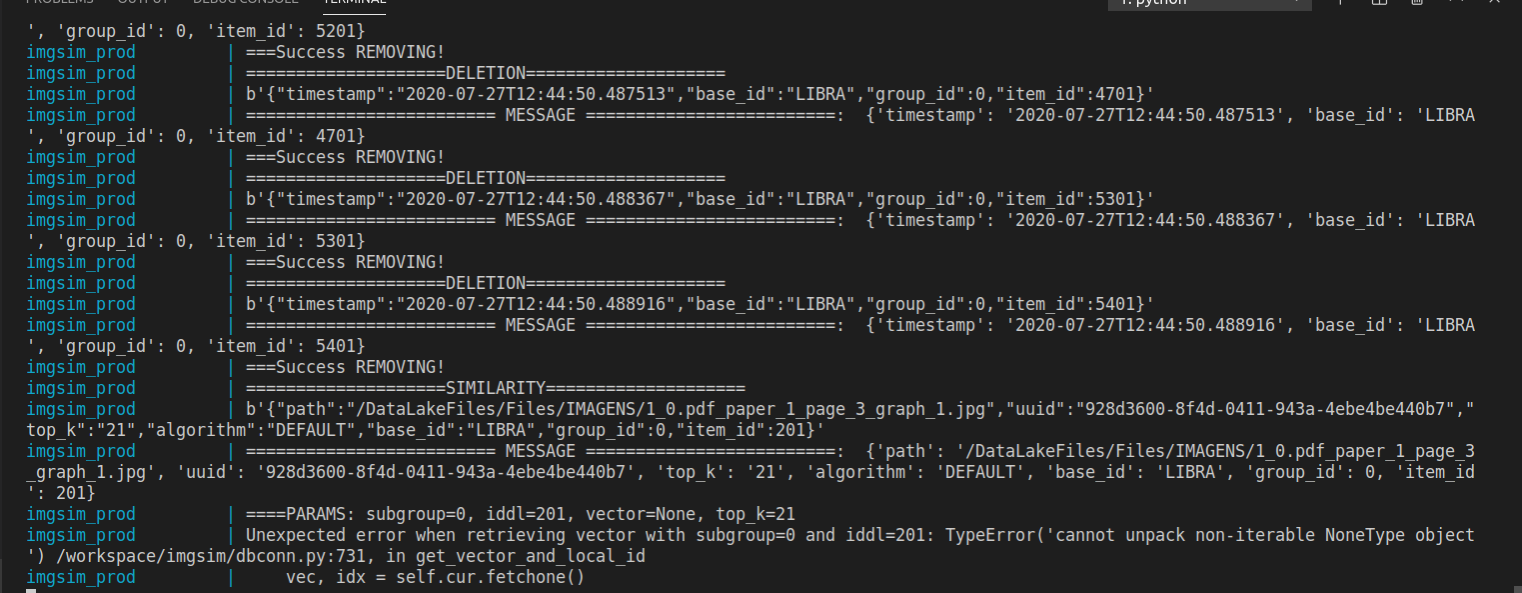 PROBLEMS OUTPUT DEBUG CONSOLE TERMINAL 1: python
', 'group_id': 0, 'item_id': 5201}
imgsim_prod | ===Success REMOVING!
imgsim_prod | ====================DELETION====================
imgsim_prod | b'{"timestamp":"2020-07-27T12:44:50.487513","base_id":"LIBRA","group_id":0,"item_id":4701}'
imgsim_prod | ========================= MESSAGE =========================: {'timestamp': '2020-07-27T12:44:50.487513', 'base_id': 'LIBRA
', 'group_id': 0, 'item_id': 4701}
imgsim_prod | ===Success REMOVING!
imgsim_prod | ====================DELETION====================
imgsim_prod | b'{"timestamp":"2020-07-27T12:44:50.488367","base_id":"LIBRA","group_id":0,"item_id":5301}'
imgsim_prod | ========================= MESSAGE =========================: {'timestamp': '2020-07-27T12:44:50.488367', 'base_id': 'LIBRA
', 'group_id': 0, 'item_id': 5301}
imgsim_prod | ===Success REMOVING!
imgsim_prod | ====================DELETION====================
imgsim_prod | b'{"timestamp":"2020-07-27T12:44:50.488916","base_id":"LIBRA","group_id":0,"item_id":5401}'
imgsim_prod | ========================= MESSAGE =========================: {'timestamp': '2020-07-27T12:44:50.488916', 'base_id': 'LIBRA
', 'group_id': 0, 'item_id': 5401}
imgsim_prod | ===Success REMOVING!
imgsim_prod | ====================SIMILARITY====================
imgsim_prod | b'{"path":"/DataLakeFiles/Files/IMAGENS/1_0.pdf_paper_1_page_3_graph_1.jpg","uuid":"928d3600-8f4d-0411-943a-4ebe4be440b7","
top_k":"21","algorithm":"DEFAULT","base_id":"LIBRA","group_id":0,"item_id":201}'
imgsim_prod | ========================= MESSAGE =========================: {'path': '/DataLakeFiles/Files/IMAGENS/1_0.pdf_paper_1_page_3
_graph_1.jpg', 'uuid': '928d3600-8f4d-0411-943a-4ebe4be440b7', 'top_k': '21', 'algorithm': 'DEFAULT', 'base_id': 'LIBRA', 'group_id': 0, 'item_id
': 201}
imgsim_prod | ====PARAMS: subgroup=0, iddl=201, vector=None, top_k=21
imgsim_prod | Unexpected error when retrieving vector with subgroup=0 and iddl=201: TypeError('cannot unpack non-iterable NoneType object
') /workspace/imgsim/dbconn.py:731, in get_vector_and_local_id
imgsim_prod | vec, idx = self.cur.fetchone()